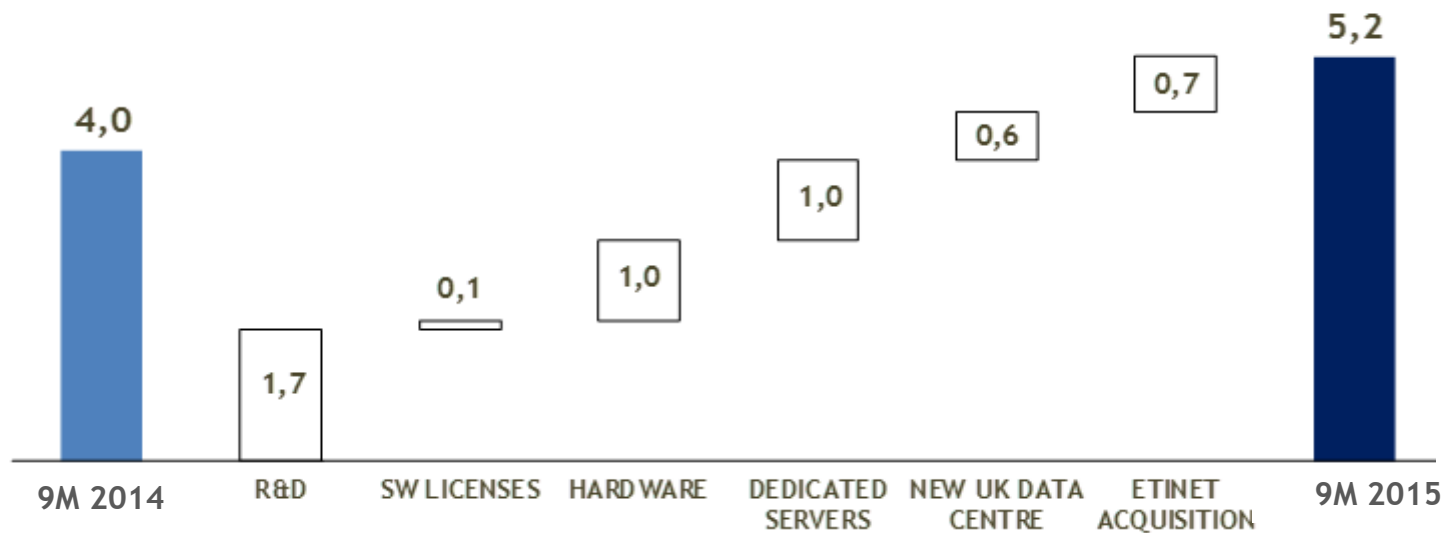 5,2
0,7
4,0
0,6
1,0
1,0
0,1
1,7
9M 2014
R&D
SW LICENSES
HARDWARE
DEDICATED
SERVERS
NEW UK DATA
CENTRE
ETINET
ACQUISITION
9M 2015